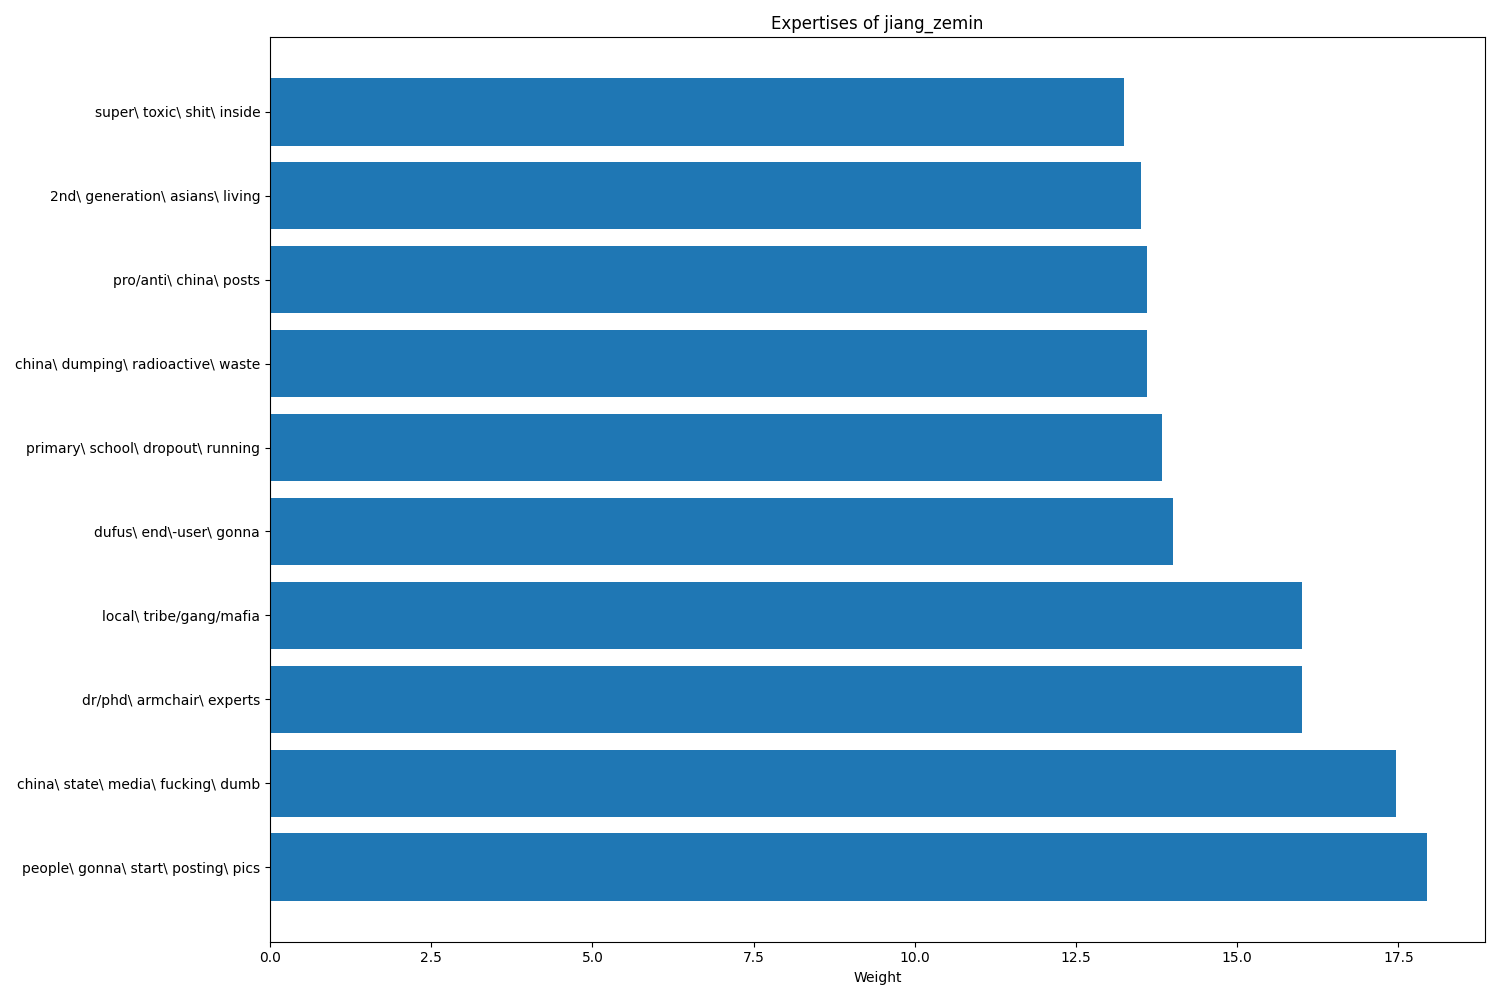 Expertises of jiang_zemin
super\ toxic\ shit\ inside
2nd\ generation\ asians\ living
pro/anti\ china\ posts
china\ dumping\ radioactive\ waste
primary\ school\ dropout\ running
dufus\ end\-user\ gonna
local\ tribe/gang/mafia
dr/phd\ armchair\ experts
china\ state\ media\ fucking\ dumb
people\ gonna\ start\ posting\ pics
0.0 2.5 5.0 7.5 10.0 12.5 15.0 17.5
Weight